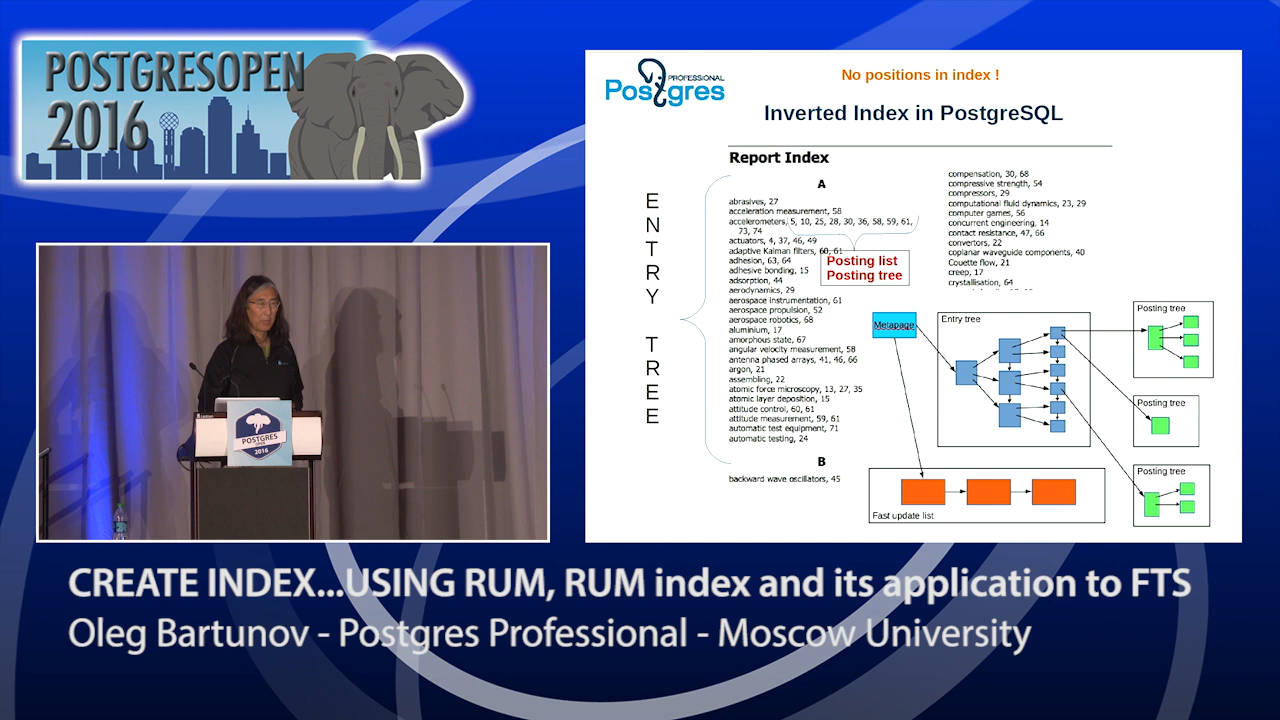 POSTGRESOPEN
2016
POSTGRES
OPEN
2016
PROFESSIONAL
Postgres
No positions in index !
Inverted Index in PostgreSQL
Report Index
ENTRY TREE
A
abrasives, 27
acceleration measurement, 58
accelerometers, 5, 10, 25, 28, 30, 36, 58, 59, 61,
73, 74
actuators, 4, 37, 46, 49
adaptive Kalman filters, 60, 61
adhesion, 63, 64
adhesive bonding, 15
adsorption, 44
aerodynamics, 29
aerospace instrumentation, 61
aerospace propulsion, 52
aerospace robotics, 68
aluminium, 17
amorphous state, 67
angular velocity measurement, 58
antenna phased arrays, 41, 46, 66
argon, 21
assembling, 22
atomic force microscopy, 13, 27, 35
atomic layer deposition, 15
attitude control, 60, 61
attitude measurement, 59, 61
automatic test equipment, 71
automatic testing, 24
B
backward wave oscillators, 45
compensation, 30, 68
compressive strength, 54
compressors, 29
computational fluid dynamics, 23, 29
computer games, 56
concurrent engineering, 14
contact resistance, 47, 66
convertors, 22
coplanar waveguide components, 40
Couette flow, 21
creep, 17
crystallisation, 64
Posting list
Posting tree
Metapage
Entry tree
Posting tree
Posting tree
Posting tree
Fast update list
CREATE INDEX...USING RUM, RUM index and its application to FTS
Oleg Bartunov - Postgres Professional - Moscow University